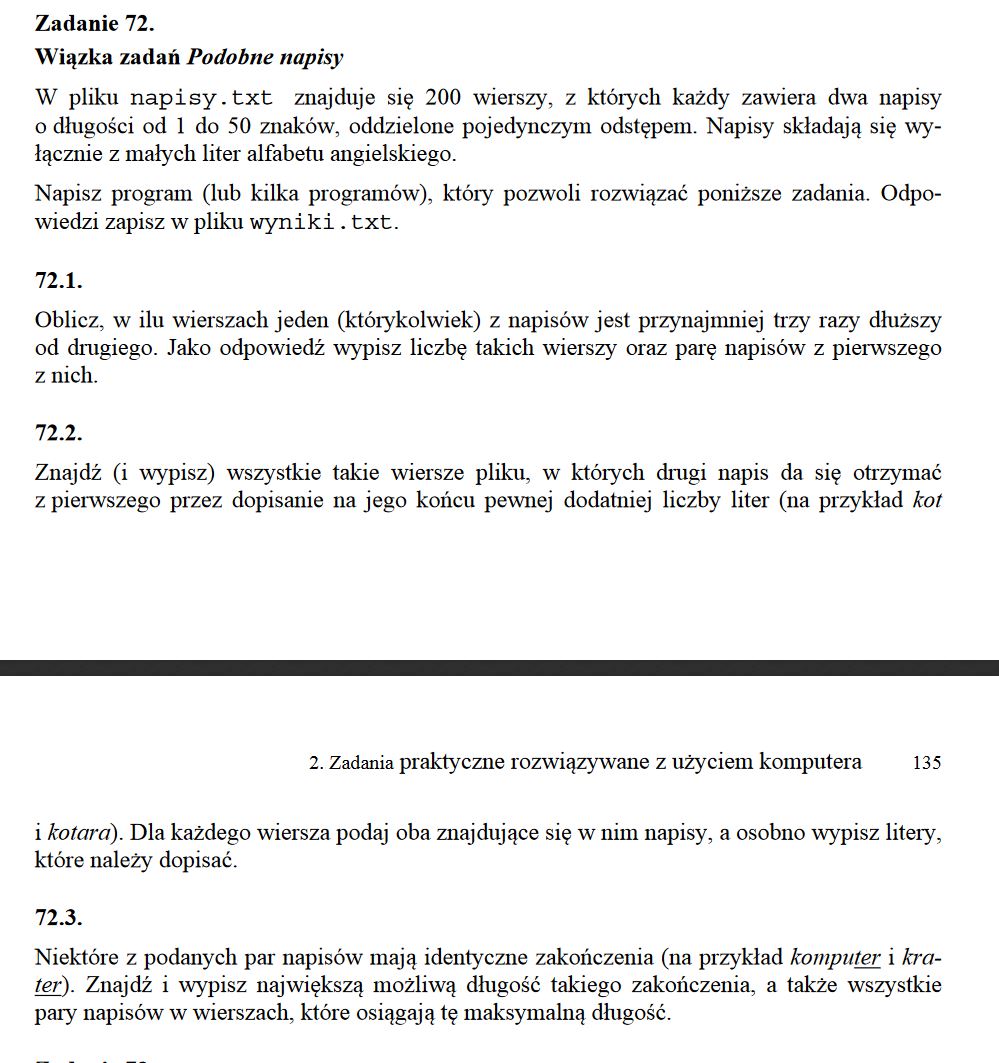 Zadanie 72.
Wiązka zadań Podobne napisy
W pliku napisy.txt znajduje się 200 wierszy, z których każdy zawiera dwa napisy
o długości od 1 do 50 znaków, oddzielone pojedynczym odstępem. Napisy składają się wy-
łącznie z małych liter alfabetu angielskiego.
Napisz program (lub kilka programów), który pozwoli rozwiązać poniższe zadania. Odpo-
wiedzi zapisz w pliku wyniki.txt.
72.1.
Oblicz, w ilu wierszach jeden (którykolwiek) z napisów jest przynajmniej trzy razy dłuższy
od drugiego. Jako odpowiedź wypisz liczbę takich wierszy oraz parę napisów z pierwszego
z nich.
72.2.
Znajdź (i wypisz) wszystkie takie wiersze pliku, w których drugi napis da się otrzymać
z pierwszego przez dopisanie na jego końcu pewnej dodatniej liczby liter (na przykład kot
2. Zadania praktyczne rozwiązywane z użyciem komputera 135
i kotara). Dla każdego wiersza podaj oba znajdujące się w nim napisy, a osobno wypisz litery,
które należy dopisać.
72.3.
Niektóre z podanych par napisów mają identyczne zakończenia (na przykład komputer i kra-
ter). Znajdź i wypisz największą możliwą długość takiego zakończenia, a także wszystkie
pary napisów w wierszach, które osiągają tę maksymalną długość.